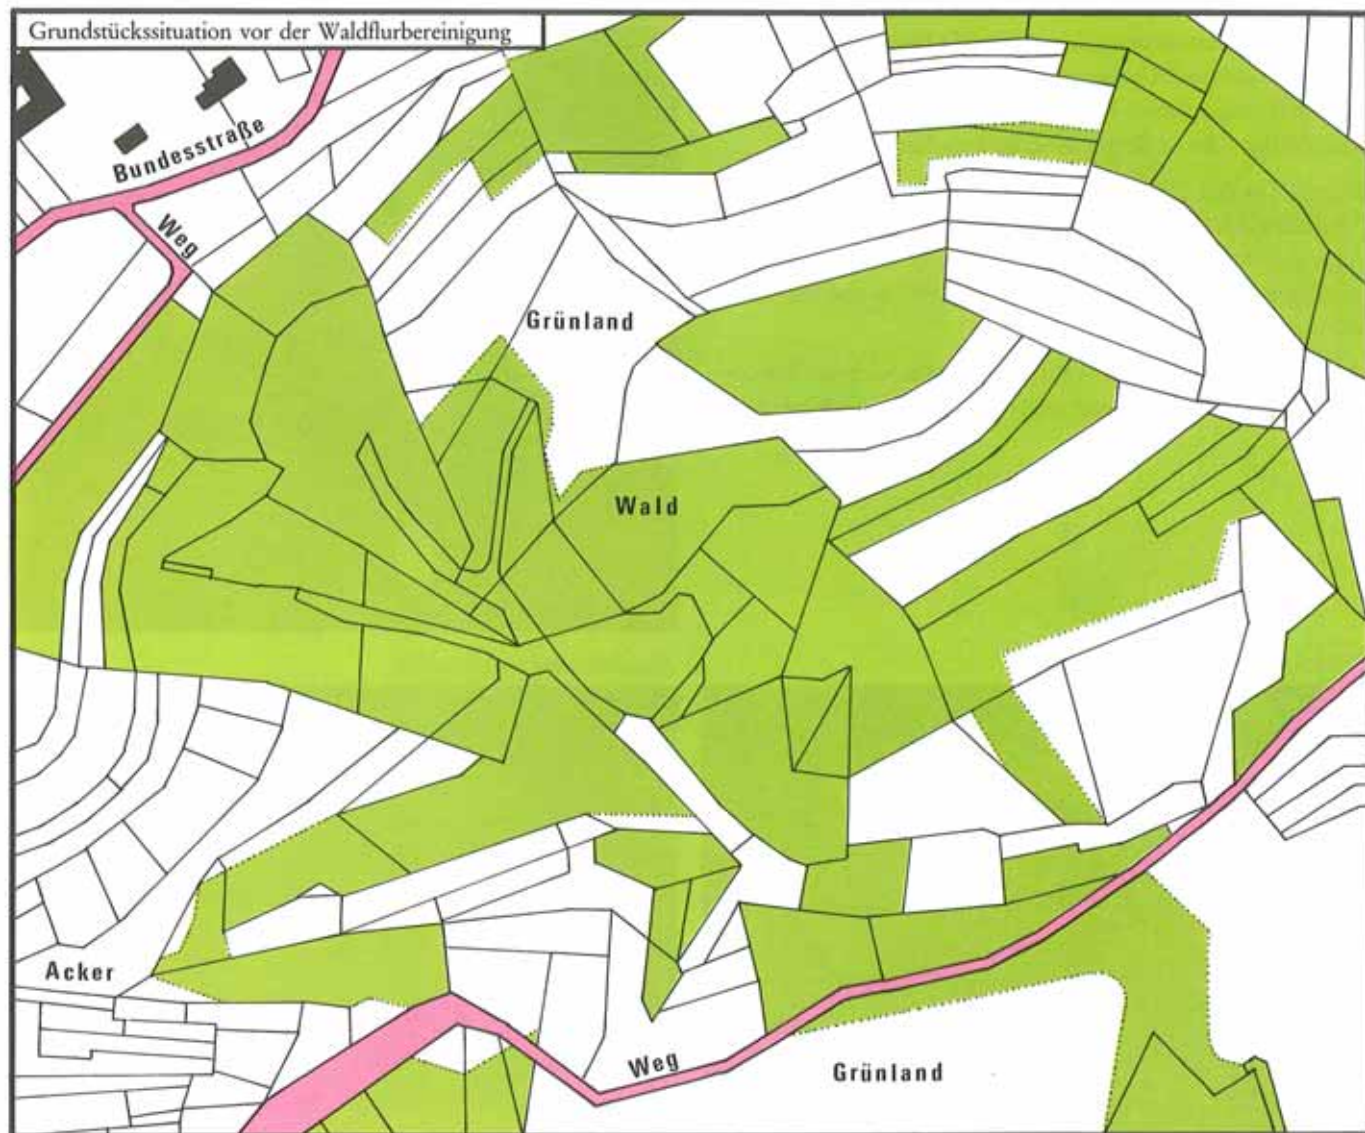 Grundstückssituation vor der Waldflurbereinigung
Bundesstraße
Weg
Grünland
Wald
Acker
Weg
Grünland